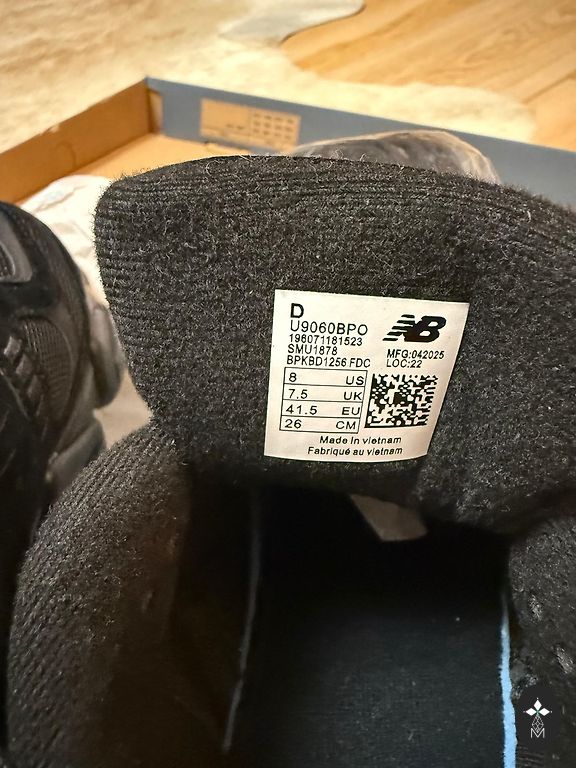 D
U9060BPO
196071181523
SMU1878
BPKBD1256 FDC
NB
MFG:042025
LOC:22
8 US
7.5 UK
41.5 EU
26 CM
Made in vietnam
Fabriqué au vietnam
M